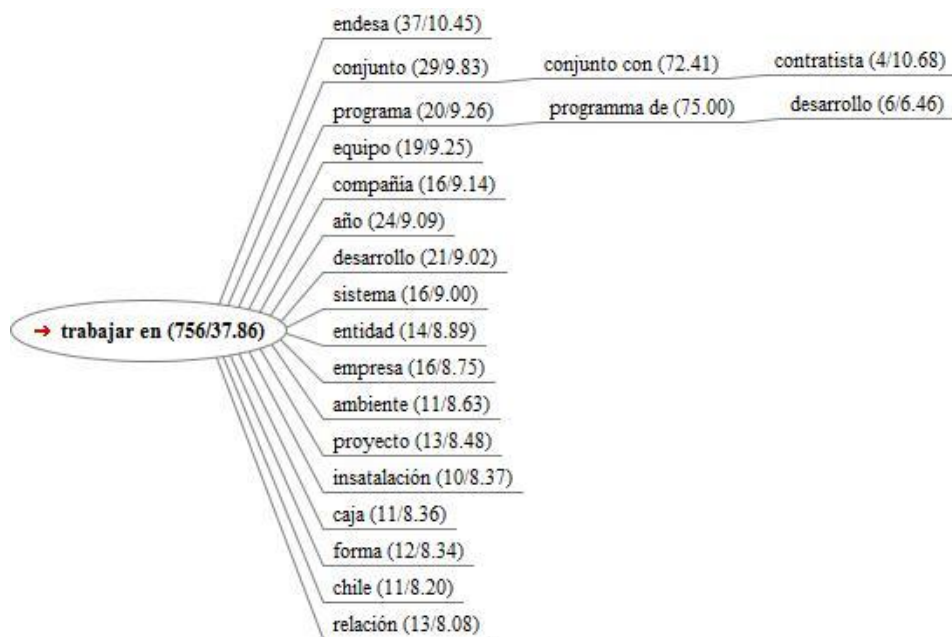 endesa (37/10.45)
conjunto (29/9.83) conjunto con (72.41) contratista (4/10.68)
programa (20/9.26) programma de (75.00) desarrollo (6/6.46)
equipo (19/9.25)
compañía (16/9.14)
año (24/9.09)
desarrollo (21/9.02)
sistema (16/9.00)
➔ trabajar en (756/37.86)
entidad (14/8.89)
empresa (16/8.75)
ambiente (11/8.63)
proyecto (13/8.48)
insatalación (10/8.37)
caja (11/8.36)
forma (12/8.34)
chile (11/8.20)
relación (13/8.08)